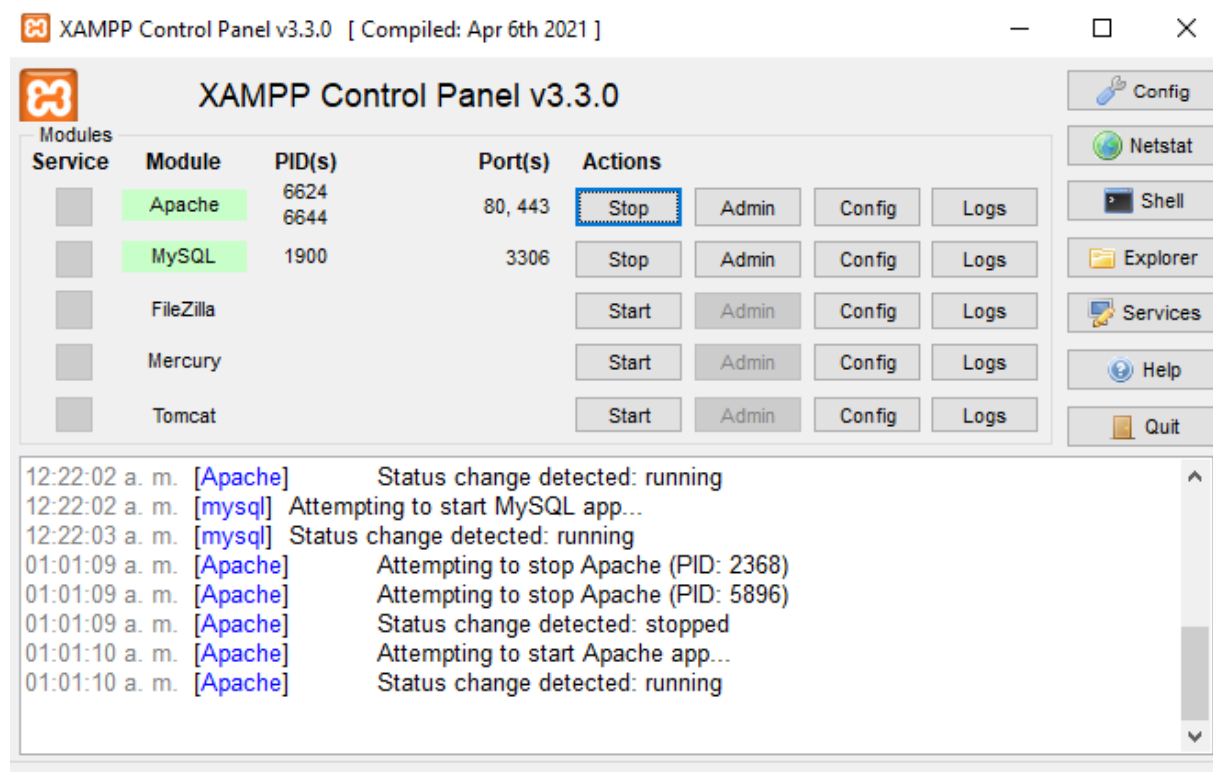 XAMPP Control Panel v3.3.0 [ Compiled: Apr 6th 2021 ]
XAMPP Control Panel v3.3.0
Config
Modules
Netstat
Service Module PID(s) Port(s) Actions
Apache 6624 6644 80, 443 Stop Admin Config Logs
Shell
MySQL 1900 3306 Stop Admin Config Logs
Explorer
FileZilla Start Admin Config Logs
Services
Mercury Start Admin Config Logs
Help
Tomcat Start Admin Config Logs
Quit
12:22:02 a. m. [Apache] Status change detected: running
12:22:02 a. m. [mysql] Attempting to start MySQL app...
12:22:03 a. m. [mysql] Status change detected: running
01:01:09 a. m. [Apache] Attempting to stop Apache (PID: 2368)
01:01:09 a. m. [Apache] Attempting to stop Apache (PID: 5896)
01:01:09 a. m. [Apache] Status change detected: stopped
01:01:10 a. m. [Apache] Attempting to start Apache app...
01:01:10 a. m. [Apache] Status change detected: running